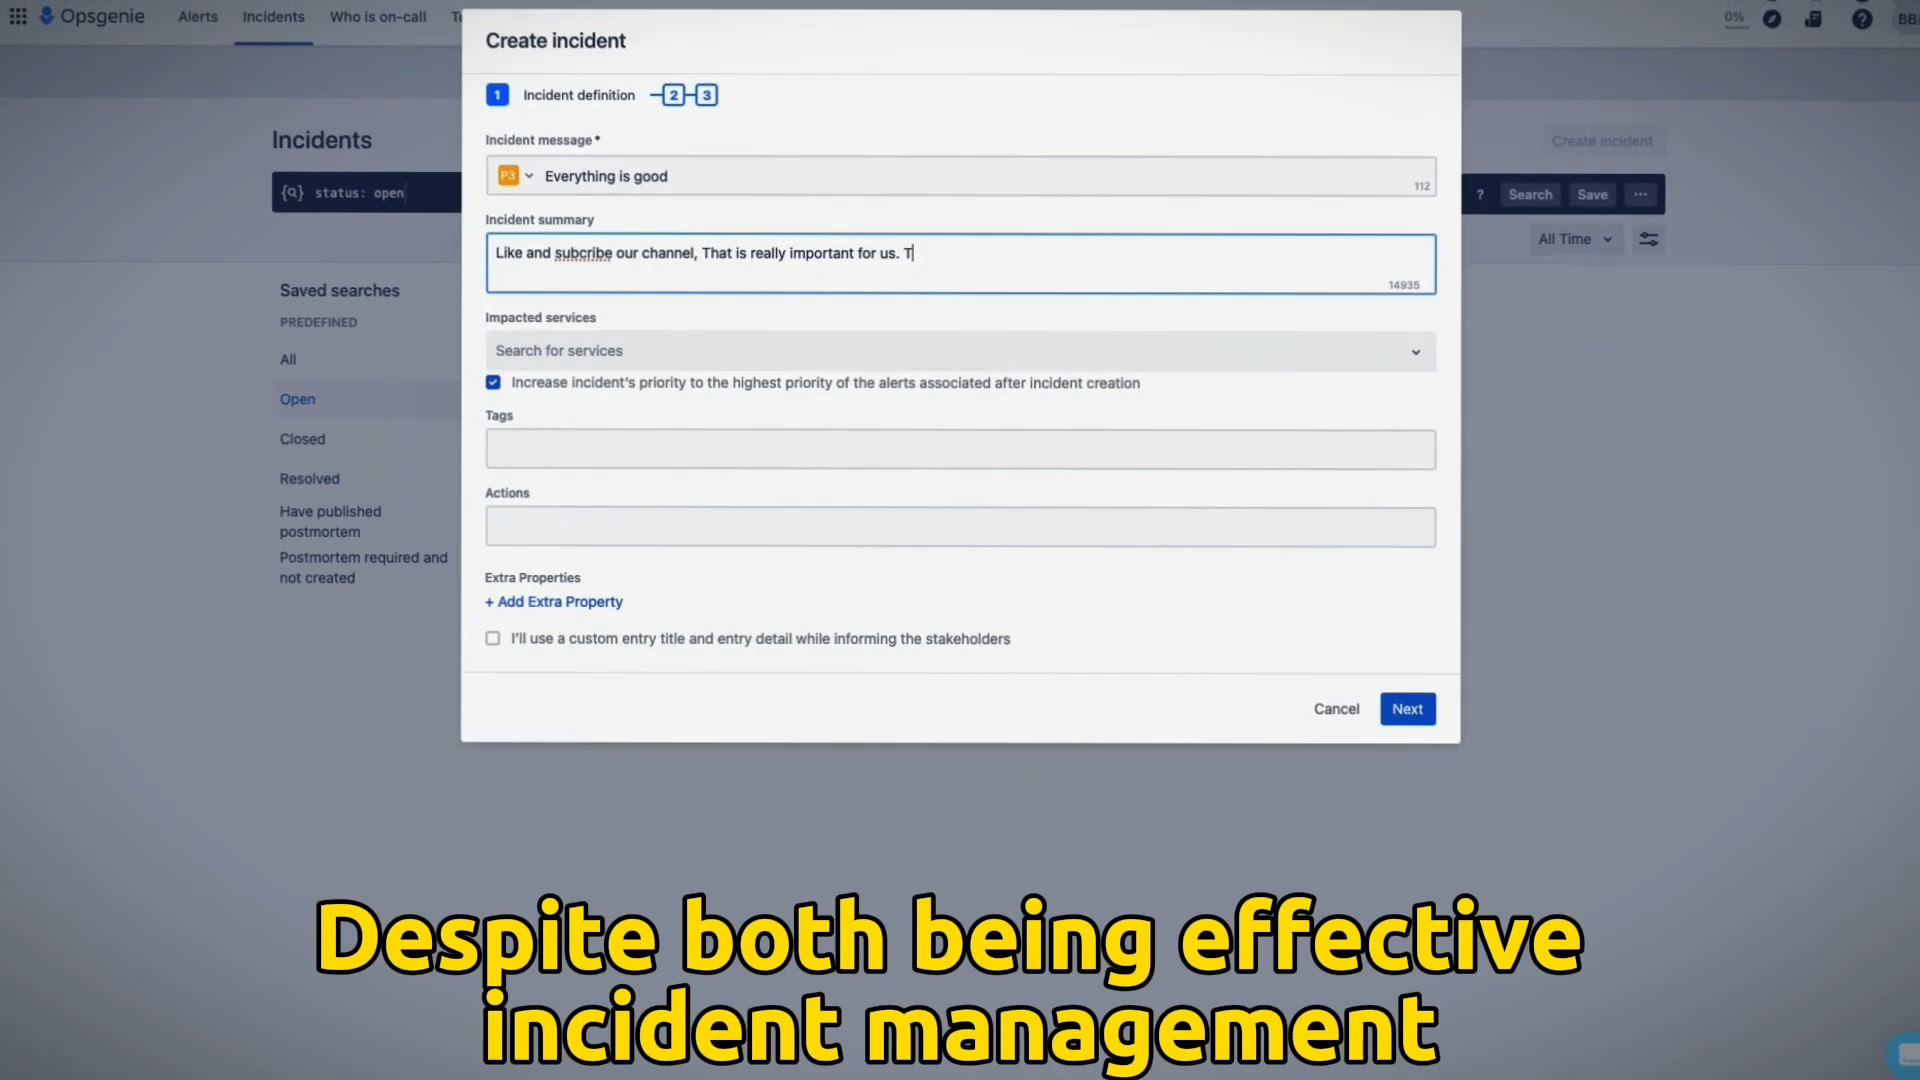 Opsgenie
Alerts
Incidents
Who is on-call
0%
Create incident
1
Incident definition
2
3
Incident message *
P3
Everything is good
112
Incident summary
Like and subcribe our channel, That is really important for us. T
14935
Impacted services
Search for services
Increase incident's priority to the highest priority of the alerts associated after incident creation
Tags
Actions
Extra Properties
+ Add Extra Property
I'll use a custom entry title and entry detail while informing the stakeholders
Cancel
Next
Incidents
status: open
Saved searches
PREDEFINED
All
Open
Closed
Resolved
Have published
postmortem
Postmortem required and
not created
Create incident
?
Search
Save
All Time
Despite both being effective
incident management